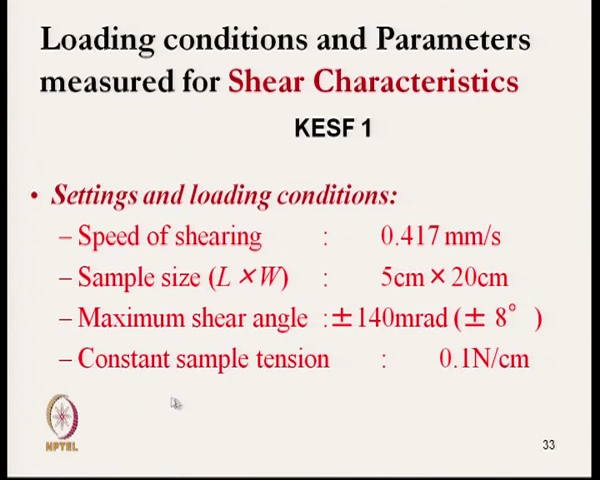 Loading conditions and Parameters
measured for Shear Characteristics
KESF 1
• Settings and loading conditions:
– Speed of shearing : 0.417 mm/s
– Sample size (L ×W) : 5cm × 20cm
– Maximum shear angle :± 140mrad (± 8° )
– Constant sample tension : 0.1N/cm
NPTEL
33